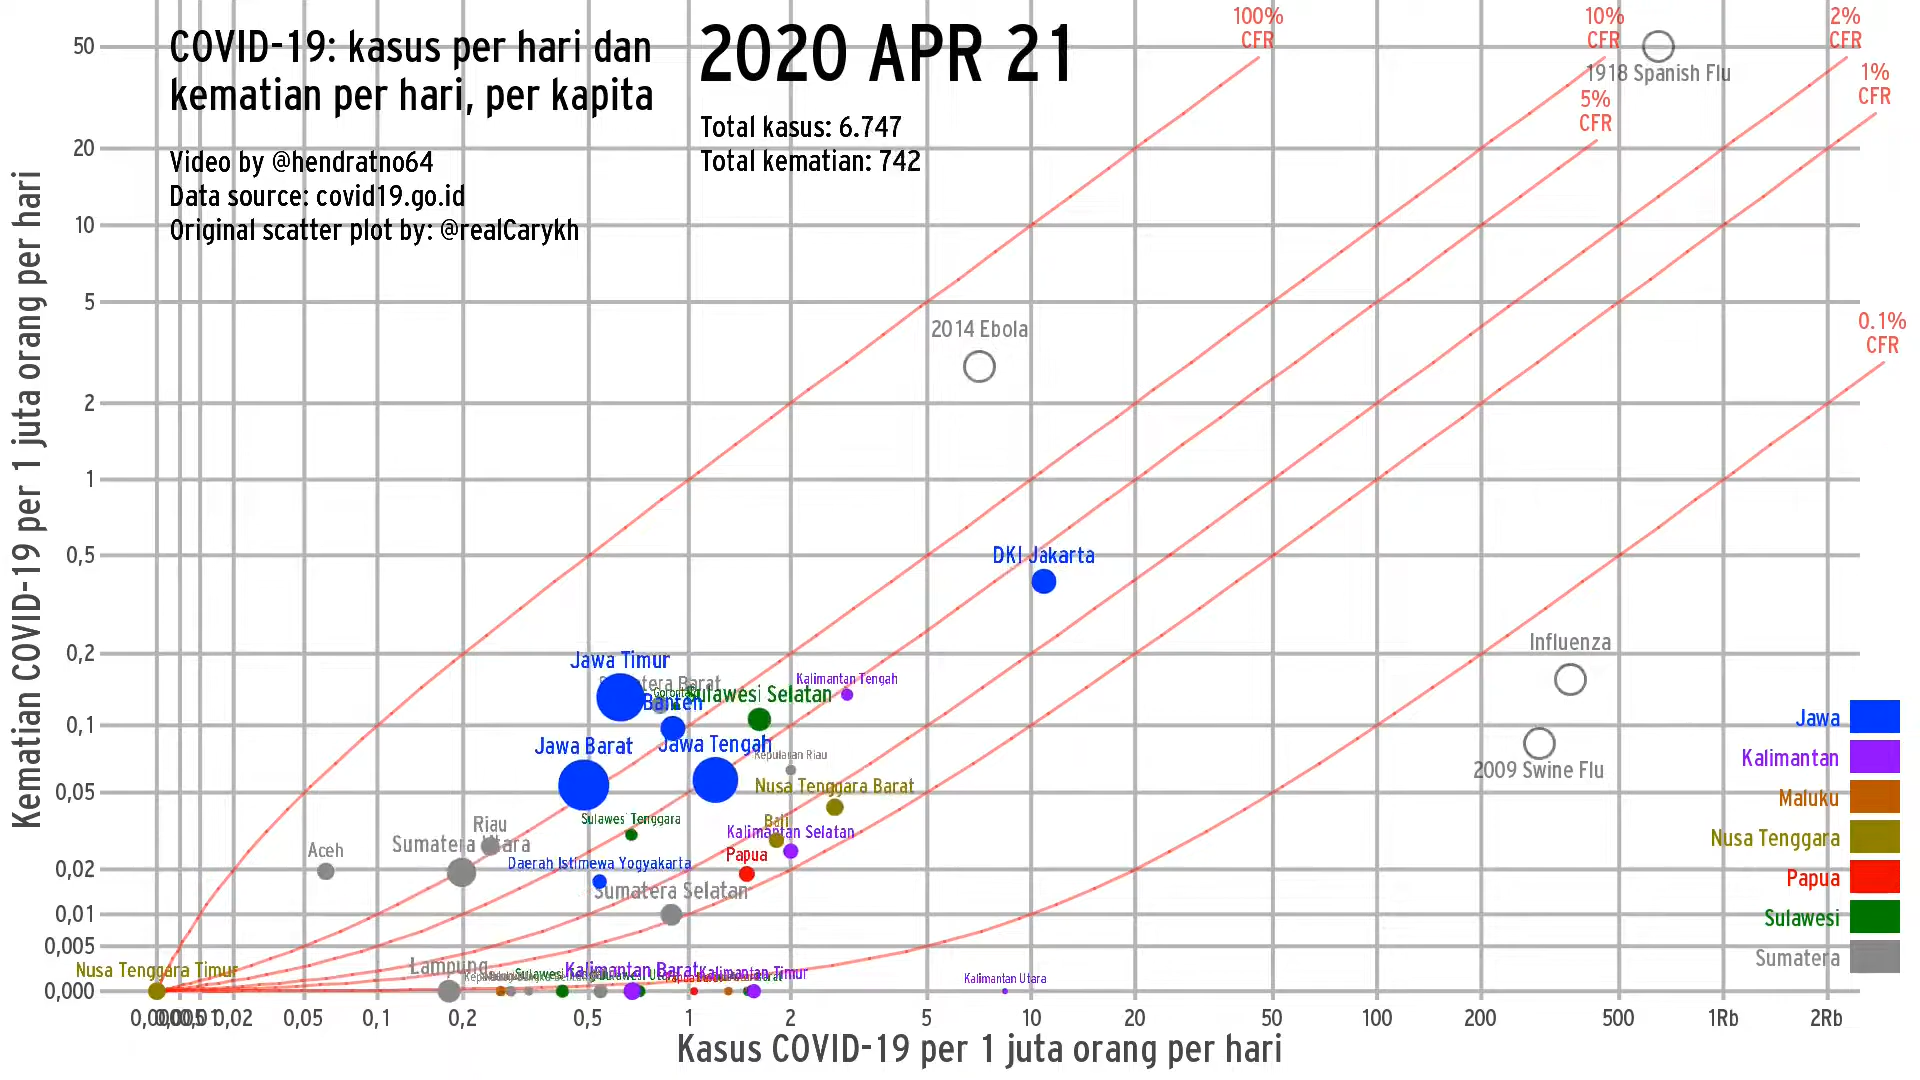 COVID-19: kasus per hari dan
kematian per hari, per kapita
2020 APR 21
Total kasus: 6.747
Total kematian: 742
Video by @hendratno64
Data source: covid19.go.id
Original scatter plot by: @realCarykh
100%
CFR
10%
CFR
2%
CFR
1%
CFR
5%
CFR
0.1%
CFR
1918 Spanish Flu
2014 Ebola
Influenza
2009 Swine Flu
Kematian COVID-19 per 1 juta orang per hari
50
20
10
5
2
1
0,5
0,2
0,1
0,05
0,02
0,01
0,005
0,000
DKI Jakarta
Jawa Timur
Sumatera Barat
Gorontalo
Sulawesi Selatan
Kalimantan Tengah
Banten
Jawa Barat
Jawa Tengah
Kepulauan Riau
Nusa Tenggara Barat
Sulawesi Tenggara
Bali
Kalimantan Selatan
Riau
Sumatera Utara
Aceh
Papua
Daerah Istimewa Yogyakarta
Sumatera Selatan
Nusa Tenggara Timur
Lampung
Kalimantan Barat
Kalimantan Timur
Kalimantan Utara
Jawa
Kalimantan
Maluku
Nusa Tenggara
Papua
Sulawesi
Sumatera
0,02
0,05
0,1
0,2
0,5
1
2
5
10
20
50
100
200
500
1Rb
2Rb
Kasus COVID-19 per 1 juta orang per hari